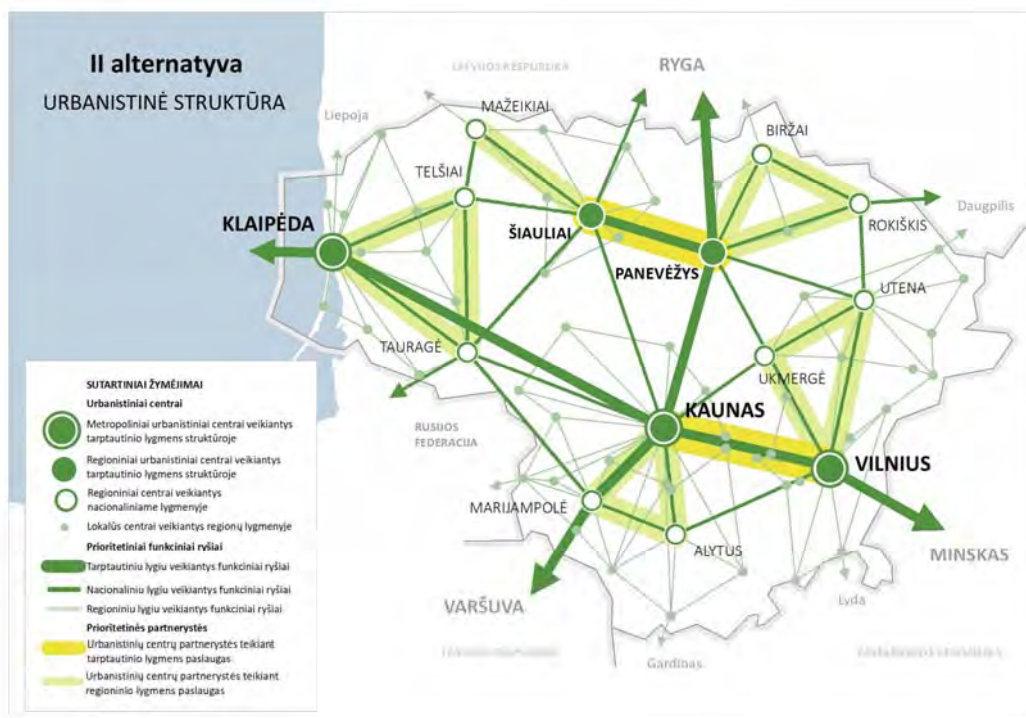 II alternatyva
URBANISTINĖ STRUKTŪRA
LATVIJOS RESPUBLIKA
RYGA
Liepoja
MAŽEIKIAI
BIRŽAI
TELŠIAI
Daugpilis
KLAIPĖDA
ŠIAULIAI
ROKIŠKIS
PANEVĖŽYS
UTENA
TAURAGĖ
UKMERGĖ
KAUNAS
RUSIJOS
FEDERACIJA
VILNIUS
MARIJAMPOLĖ
ALYTUS
MINSKAS
VARŠUVA
Lyda
Gardinas
SUTARTINIAI ŽYMĖJIMAI
Urbanistiniai centrai
Metropoliniai urbanistiniai centrai veikiantys
tarptautinio lygmens struktūroje
Regioniniai urbanistiniai centrai veikiantys
tarptautinio lygmens struktūroje
Regioniniai centrai veikiantys
nacionaliniame lygmenyje
Lokalūs centrai veikiantys regionų lygmenyje
Prioritetiniai funkciniai ryšiai
Tarptautiniu lygiu veikiantys funkciniai ryšiai
Nacionaliniu lygiu veikiantys funkciniai ryšiai
Regioniniu lygiu veikiantys funkciniai ryšiai
Prioritetinės partnerystės
Urbanistinių centrų partnerystės teikiant
tarptautinio lygmens paslaugas
Urbanistinių centrų partnerystės teikiant
regioninio lygmens paslaugas